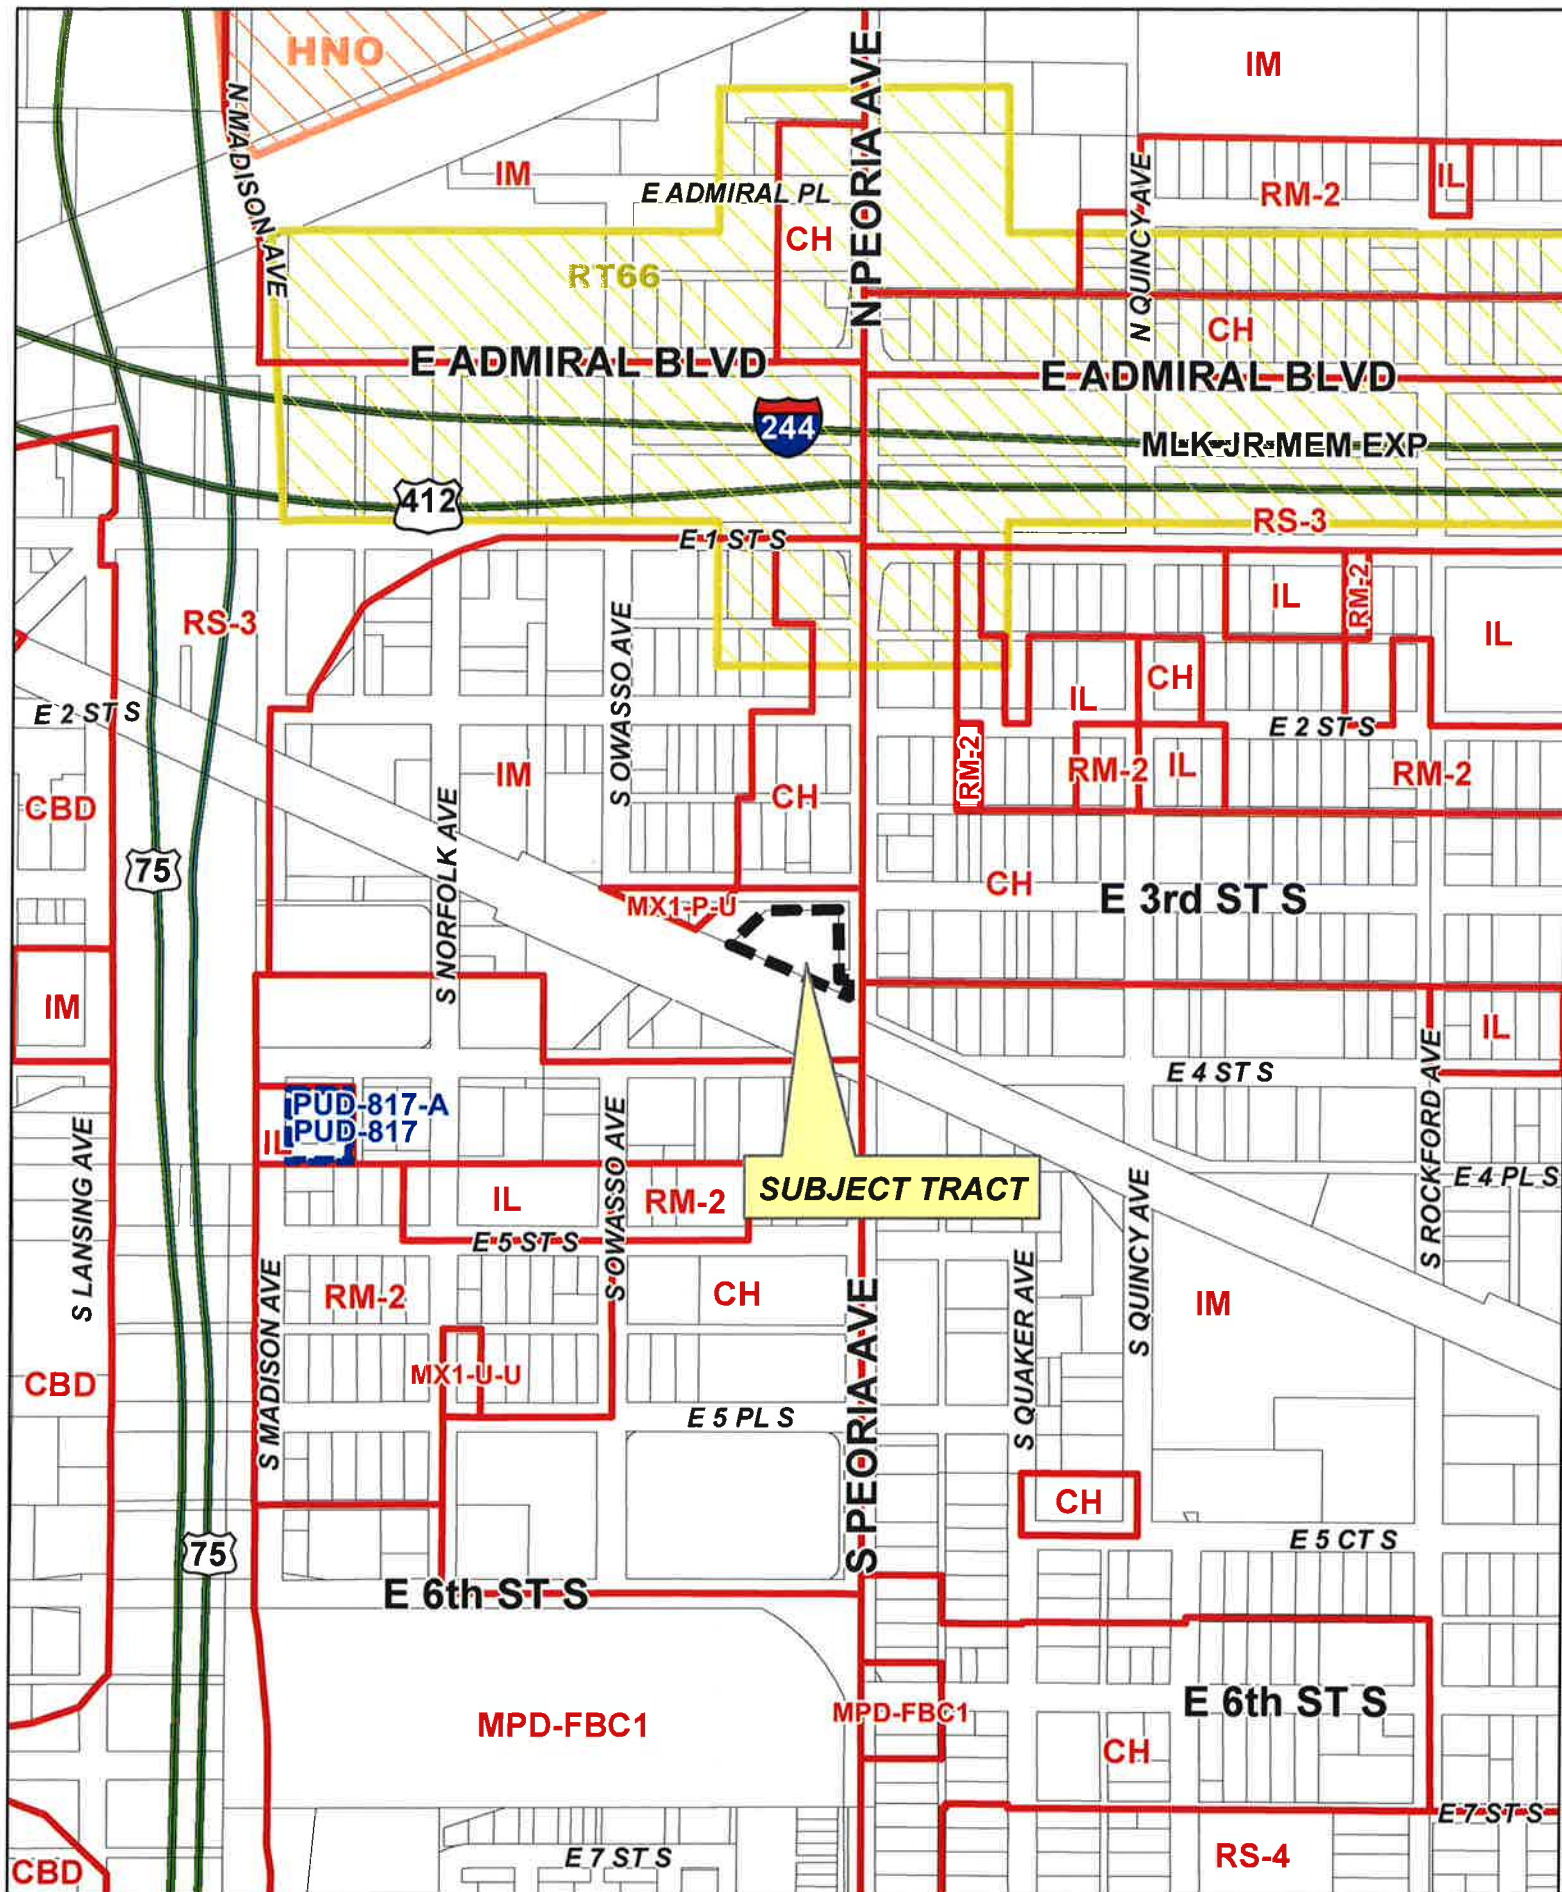 HNO
IM
N MADISON AVE
N PEORIA AVE
IM
E ADMIRAL PL
CH
N QUINCY AVE
RM-2
IL
RT66
CH
E ADMIRAL BLVD
E ADMIRAL BLVD
244
MLK JR MEM EXP
412
RS-3
E 1 ST S
RS-3
S OWASSO AVE
IL
RM-2
IL
E 2 ST S
IL
CH
E 2 ST S
CBD
IM
CH
RM-2
RM-2
IL
RM-2
75
S NORFOLK AVE
MX1-P-U
CH
E 3rd ST S
IM
IL
E 4 ST S
S ROCKFORD AVE
PUD-817-A
PUD-817
IL
S LANSING AVE
S OWASSO AVE
IL
RM-2
SUBJECT TRACT
E 4 PL S
E 5 ST S
S MADISON AVE
RM-2
CH
S PEORIA AVE
S QUAKER AVE
S QUINCY AVE
IM
CBD
MX1-U-U
E 5 PL S
CH
75
E 5 CT S
E 6th ST S
MPD-FBC1
MPD-FBC1
E 6th ST S
CH
E 7 ST S
E 7 ST S
RS-4
CBD